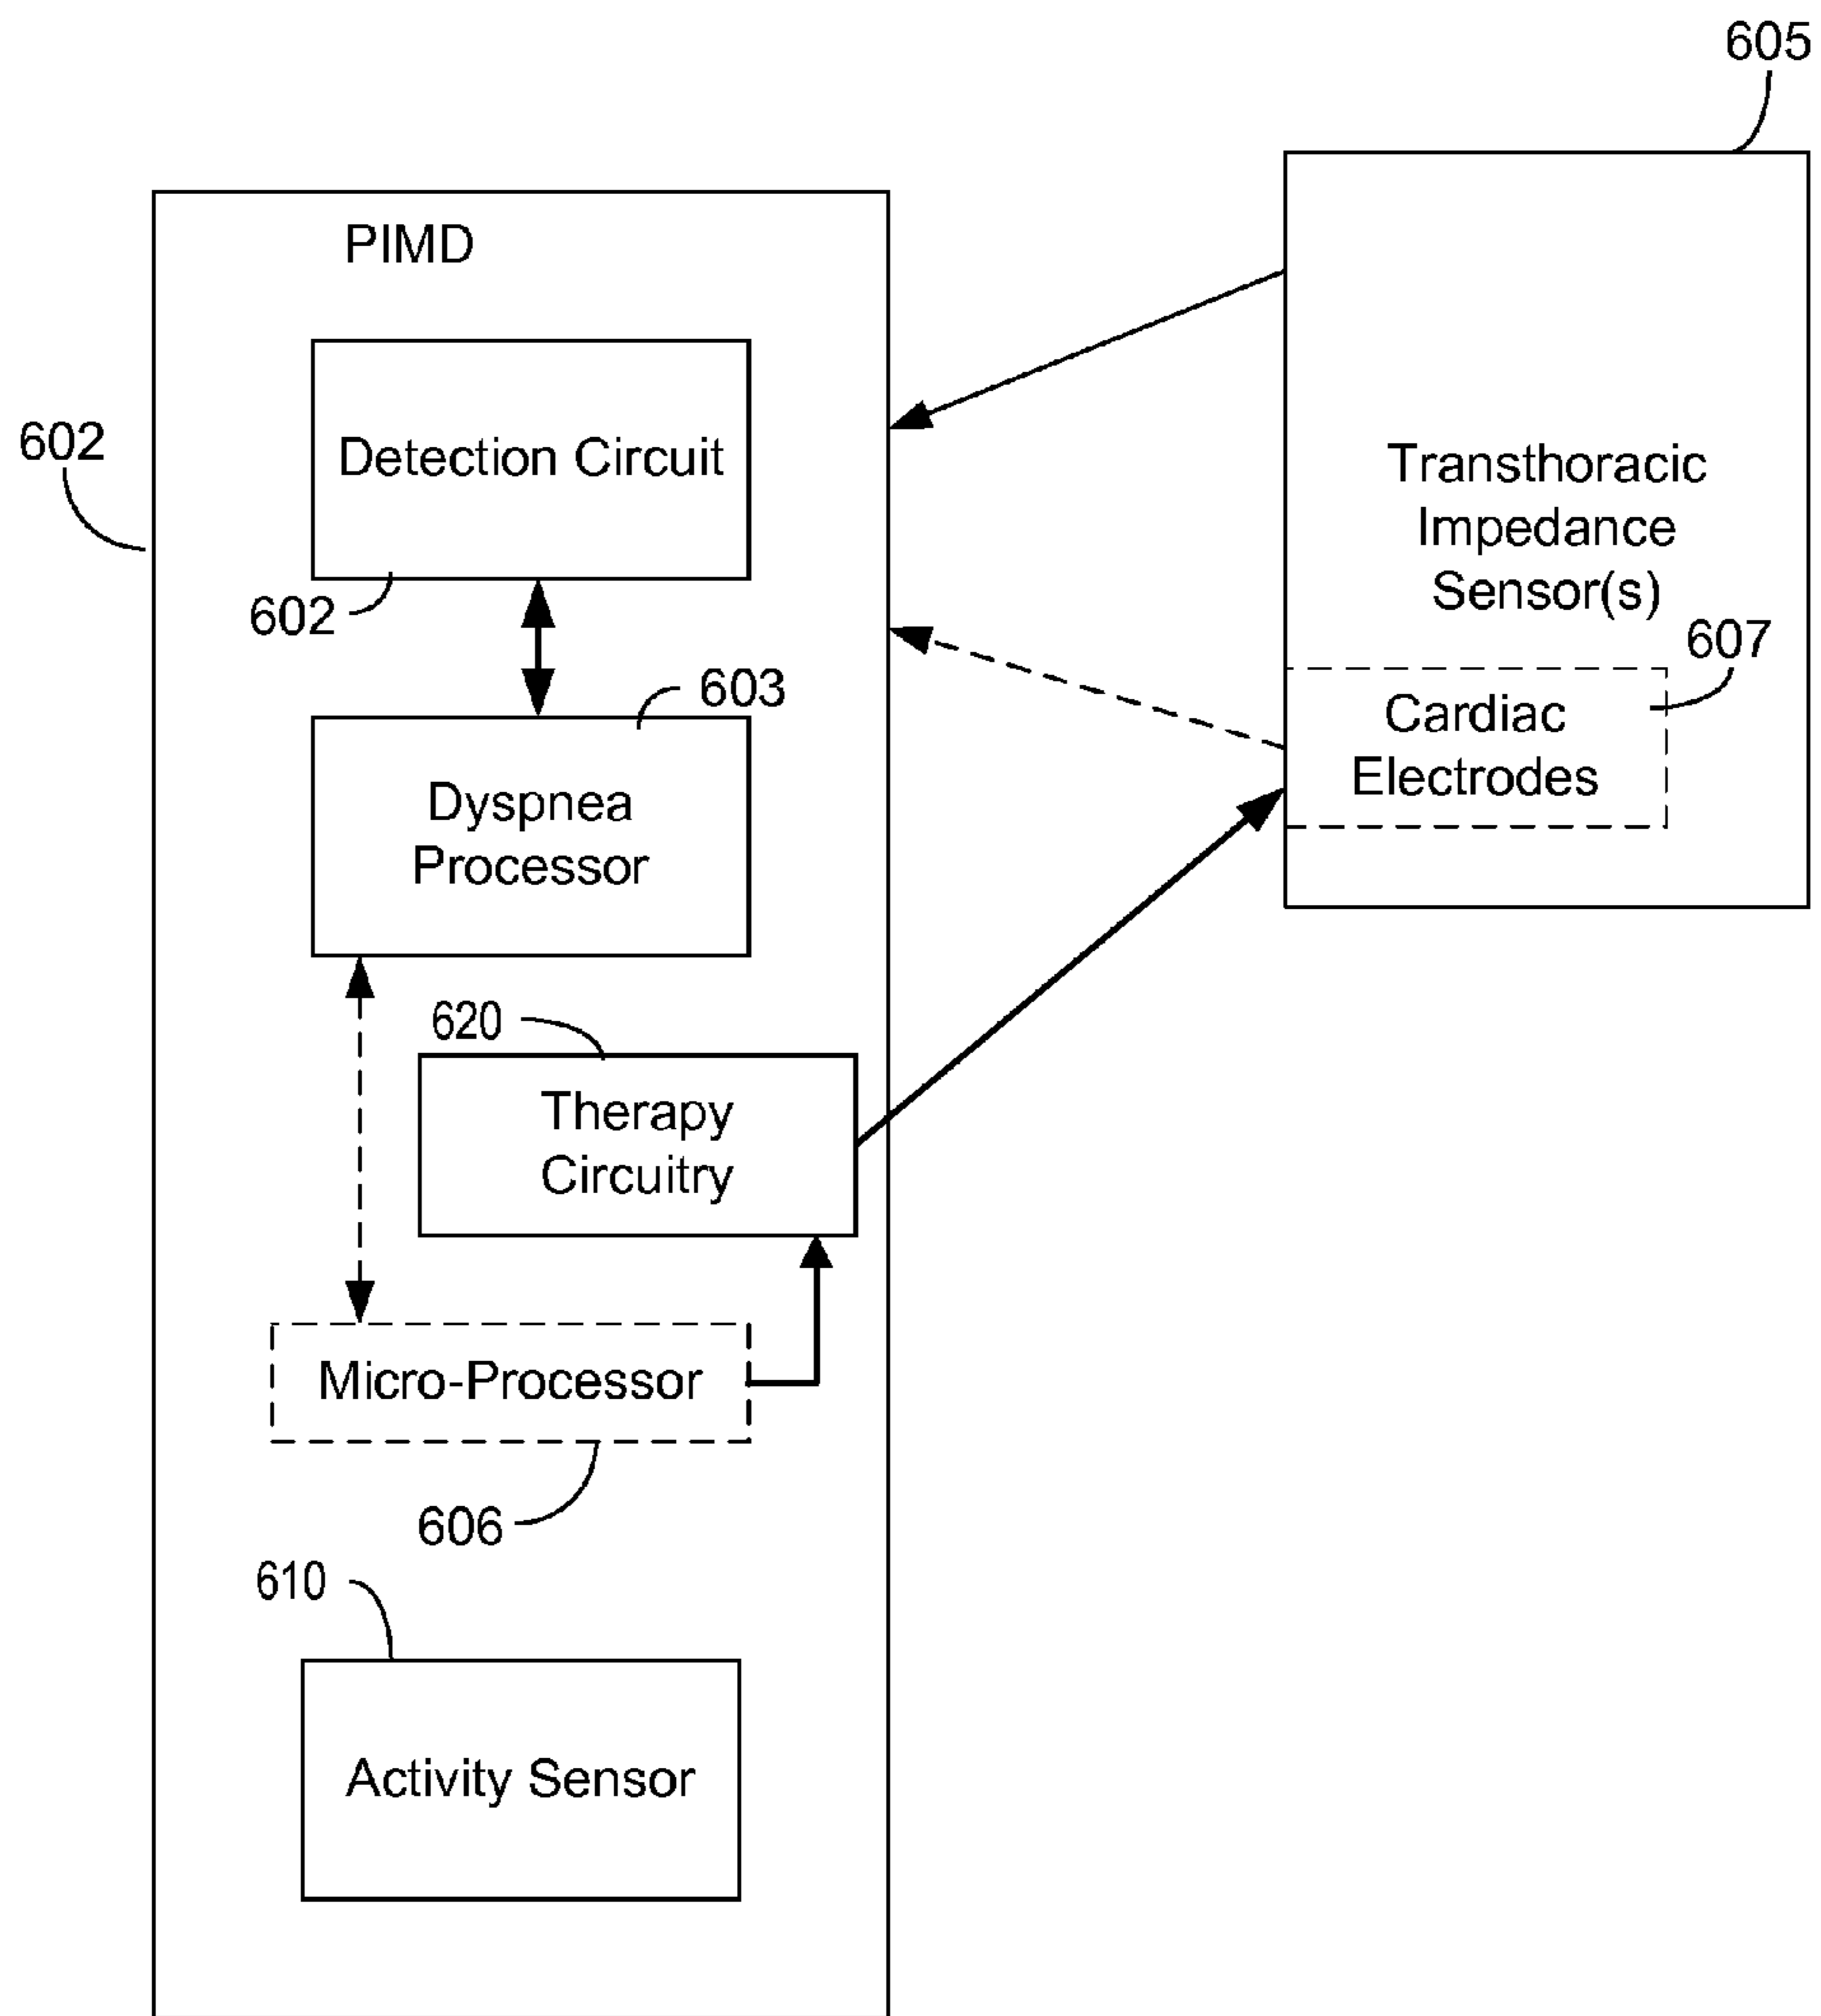 605
PIMD
Detection Circuit
602
602
Transthoracic
Impedance
Sensor(s)
607
603
Cardiac
Electrodes
Dyspnea
Processor
620
Therapy
Circuitry
Micro-Processor
606
610
Activity Sensor